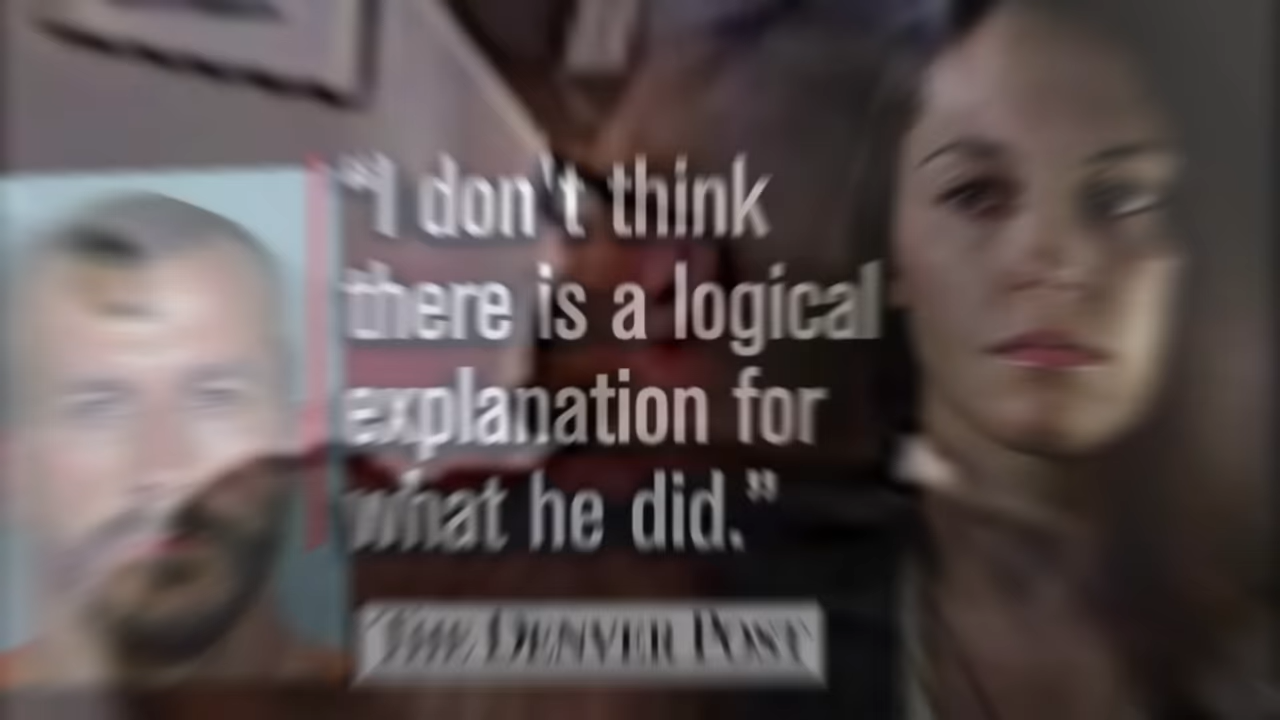 “I don't think
there is a logical
explanation for
what he did.”
THE DENVER POST